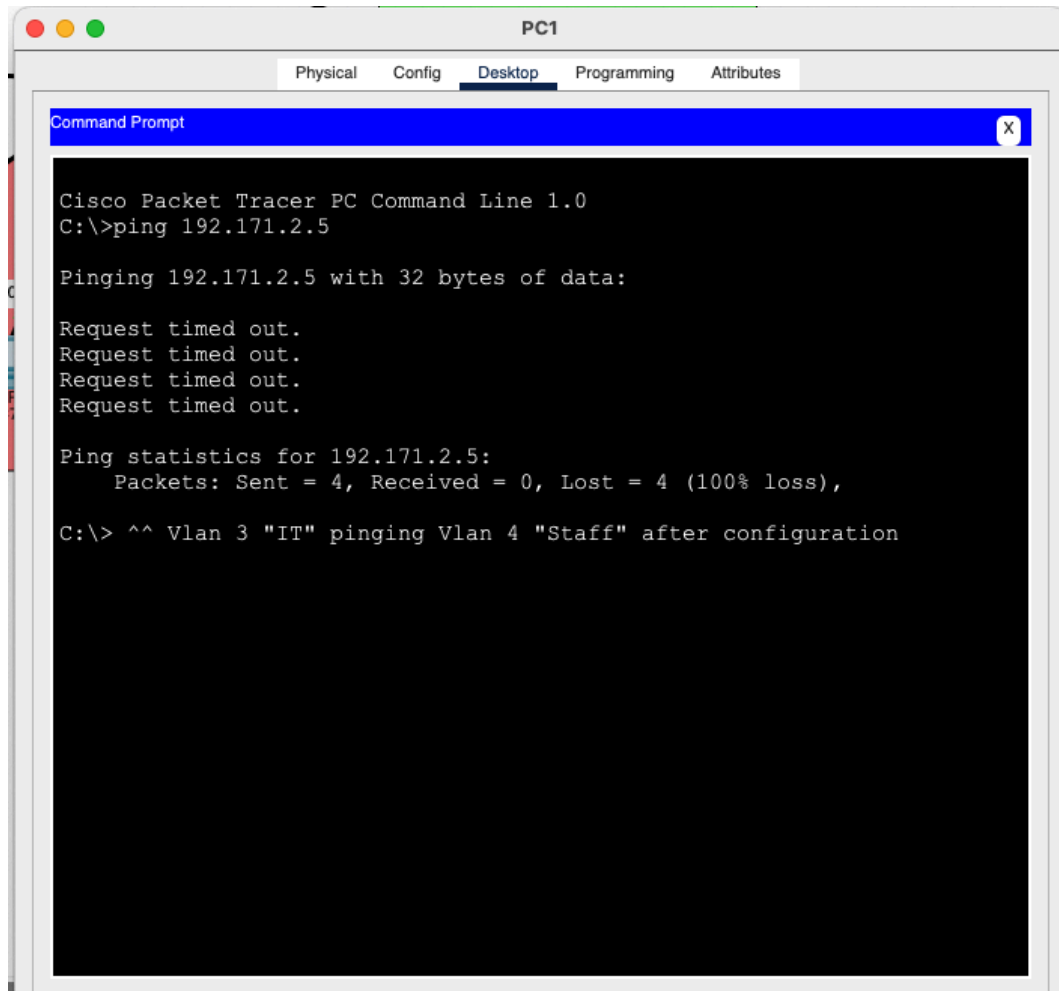 PC1
Physical Config Desktop Programming Attributes
Command Prompt
X
Cisco Packet Tracer PC Command Line 1.0
C:\>ping 192.171.2.5
Pinging 192.171.2.5 with 32 bytes of data:
Request timed out.
Request timed out.
Request timed out.
Request timed out.
Ping statistics for 192.171.2.5:
Packets: Sent = 4, Received = 0, Lost = 4 (100% loss),
C:\> ^^ Vlan 3 "IT" pinging Vlan 4 "Staff" after configuration